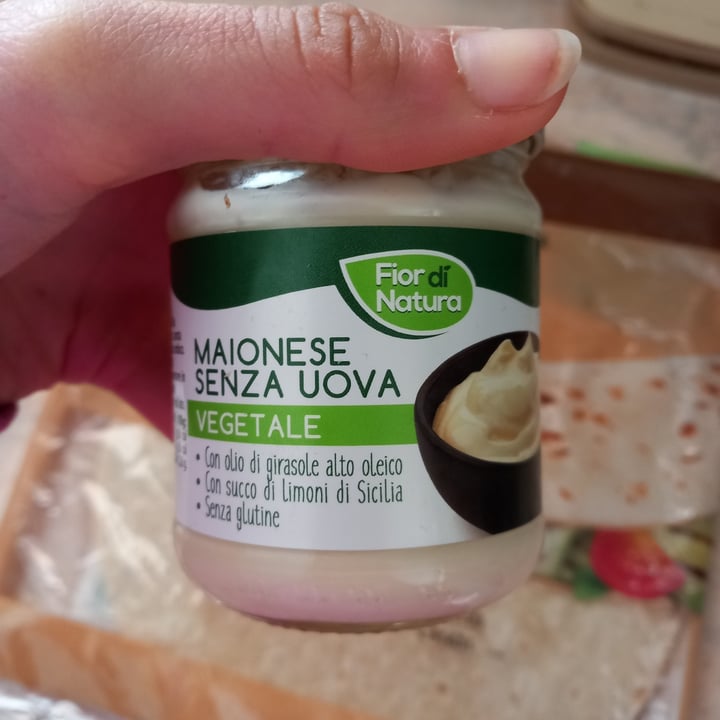 Fior di
Natura
MAIONESE
SENZA UOVA
VEGETALE
• Con olio di girasole alto oleico
• Con succo di Limoni di Sicilia
• Senza glutine